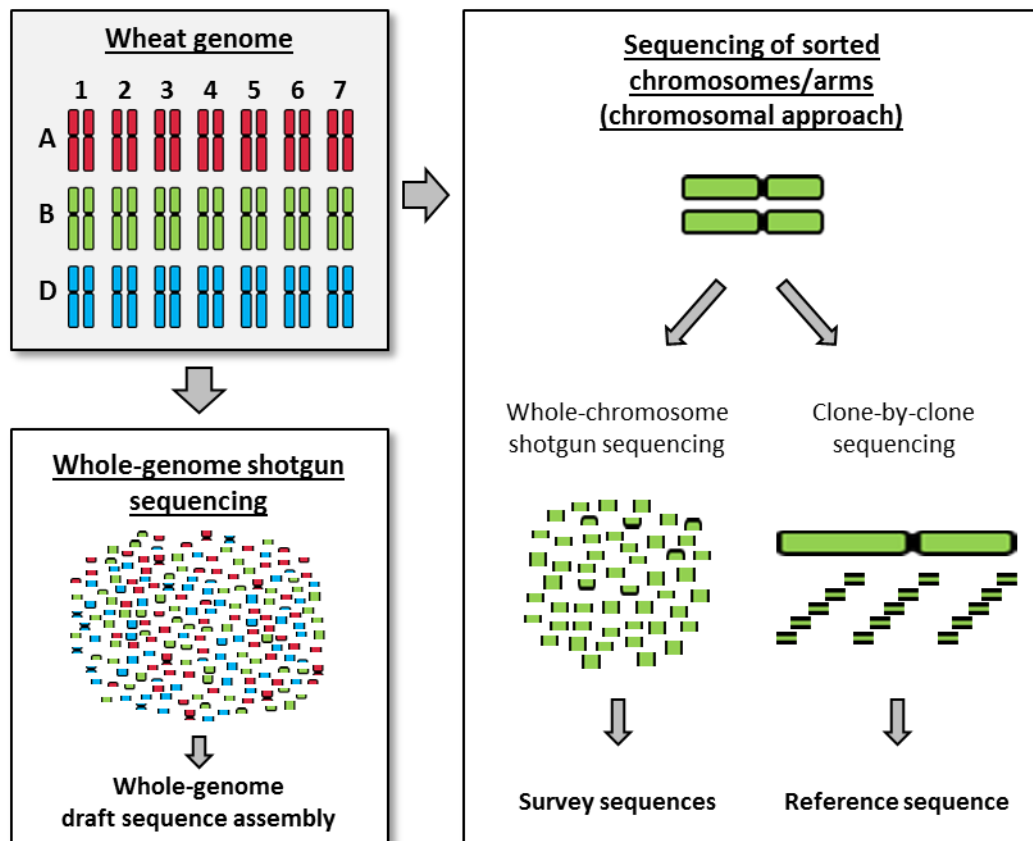 Wheat genome
1 2 3 4 5 6 7
A
B
D
Whole-genome shotgun
sequencing
Whole-genome
draft sequence assembly
Sequencing of sorted
chromosomes/arms
(chromosomal approach)
Whole-chromosome
shotgun sequencing
Clone-by-clone
sequencing
Survey sequences
Reference sequence